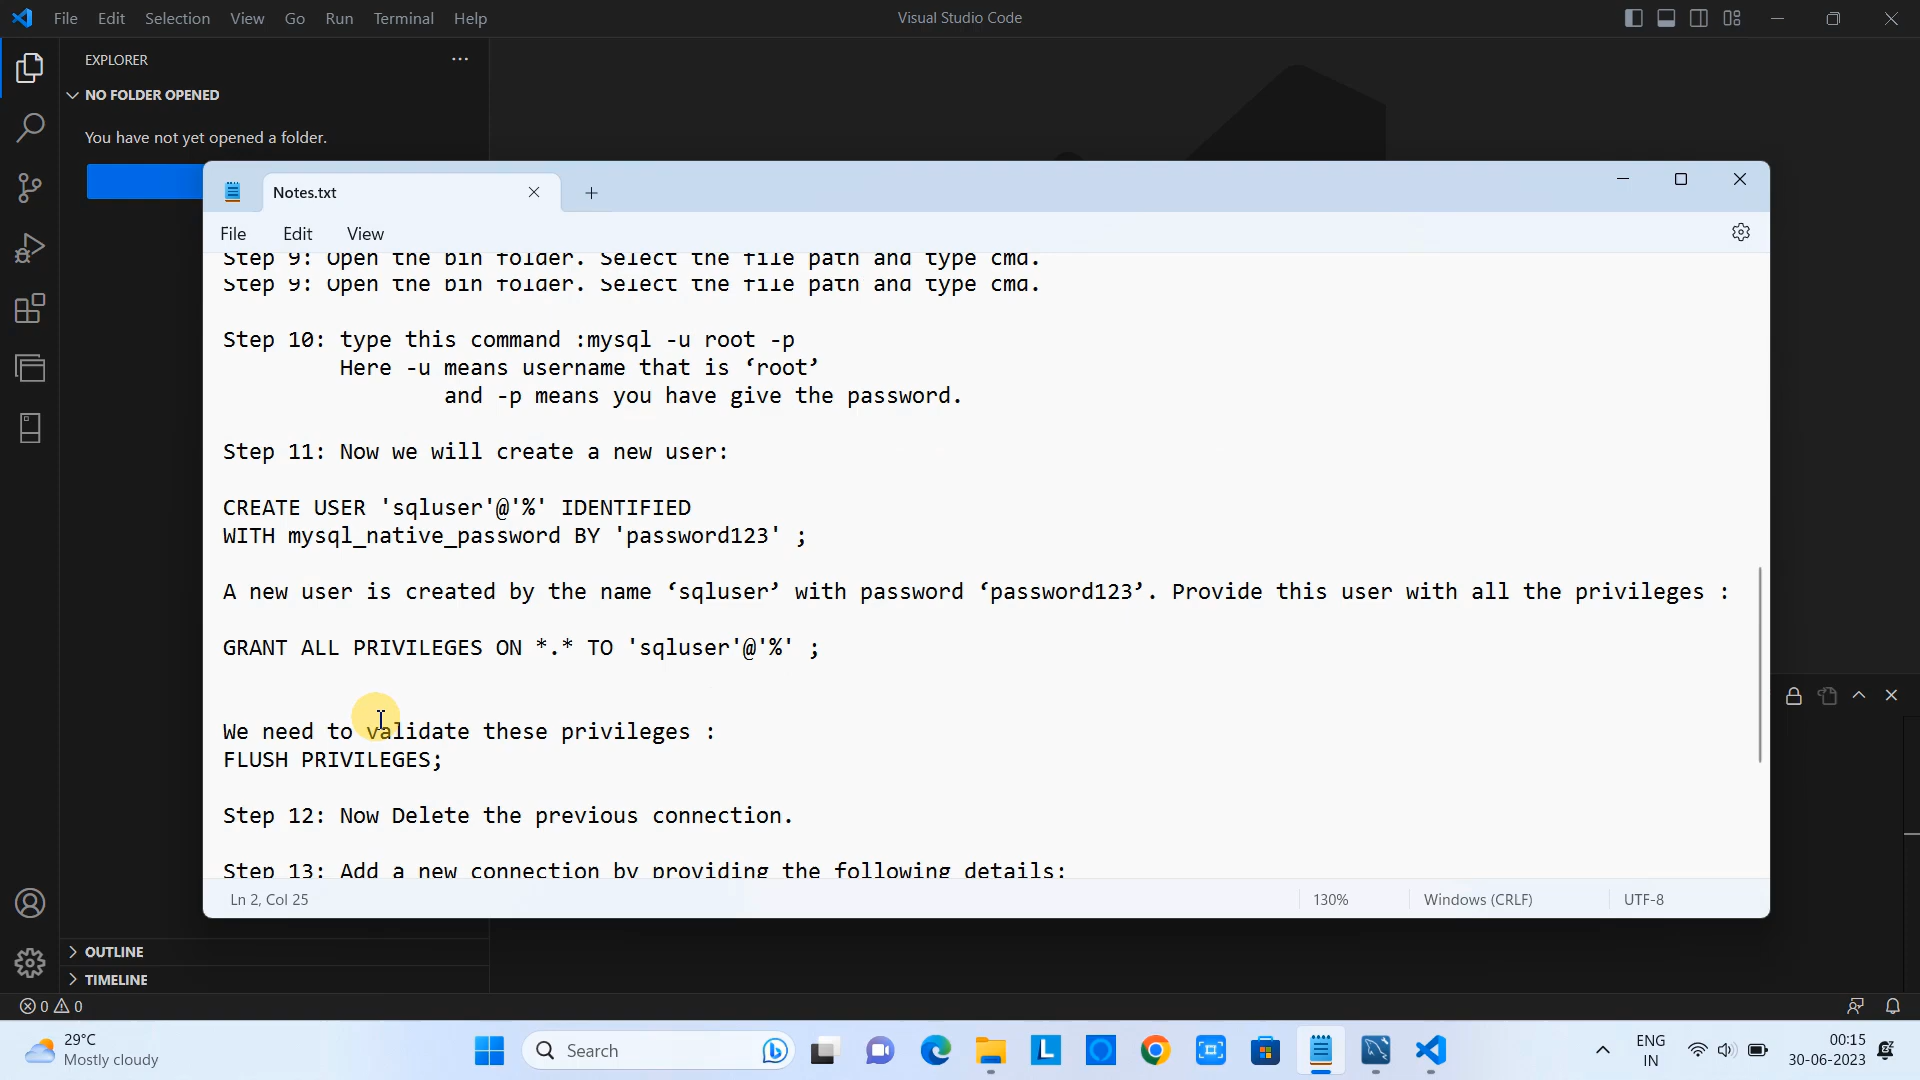 File Edit Selection View Go Run Terminal Help
Visual Studio Code
EXPLORER
NO FOLDER OPENED
You have not yet opened a folder.
Notes.txt
File Edit View
Step 9: Open the bin folder. Select the file path and type cmd.
Step 9: Open the bin folder. Select the file path and type cmd.
Step 10: type this command :mysql -u root -p
Here -u means username that is ‘root’
and -p means you have give the password.
Step 11: Now we will create a new user:
CREATE USER 'sqluser'@'%' IDENTIFIED
WITH mysql_native_password BY 'password123' ;
A new user is created by the name ‘sqluser’ with password ‘password123’. Provide this user with all the privileges :
GRANT ALL PRIVILEGES ON *.* TO 'sqluser'@'%' ;
We need to validate these privileges :
FLUSH PRIVILEGES;
Step 12: Now Delete the previous connection.
Step 13: Add a new connection by providing the following details:
Ln 2, Col 25
130%
Windows (CRLF)
UTF-8
OUTLINE
TIMELINE
0 0
29°C
Mostly cloudy
Search
ENG
IN
00:15
30-06-2023